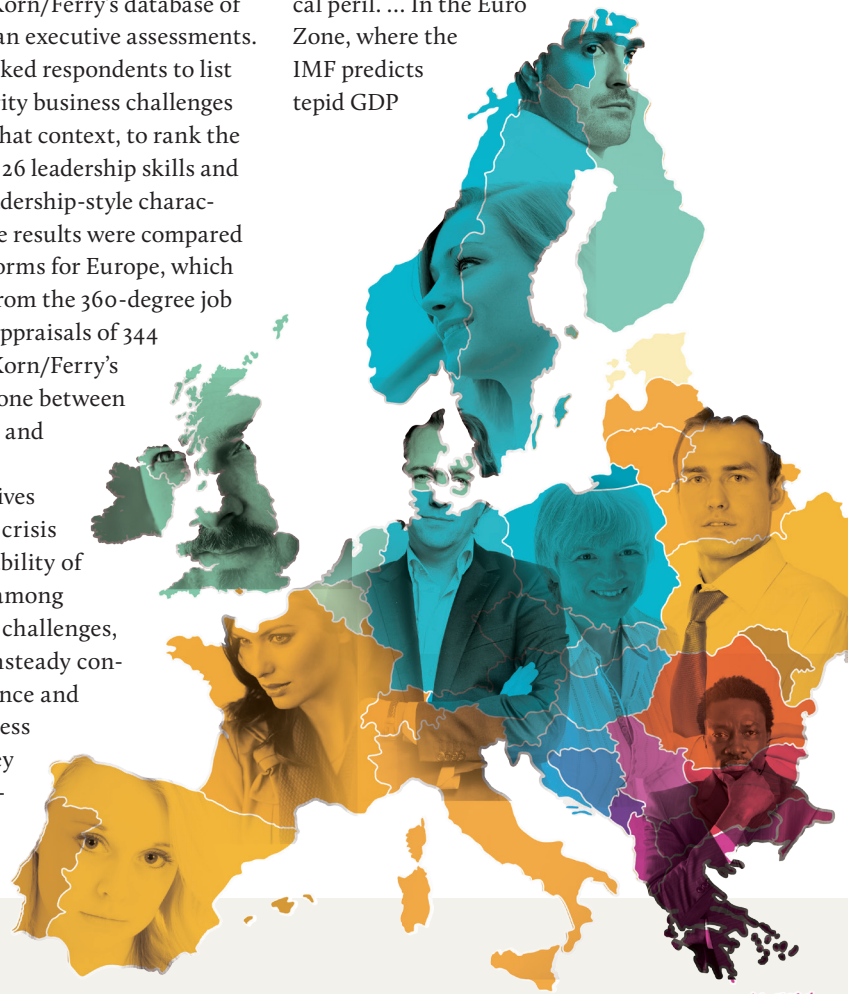 Korn/Ferry's database of
an executive assessments.
ked respondents to list
rity business challenges
hat context, to rank the
26 leadership skills and
dership-style charac-
e results were compared
orms for Europe, which
rom the 360-degree job
ppraisals of 344
Korn/Ferry's
one between
and
ives
crisis
bility of
among
challenges,
nsteady con-
nce and
ess
ey
-
cal peril. ... In the Euro
Zone, where the
IMF predicts
tepid GDP